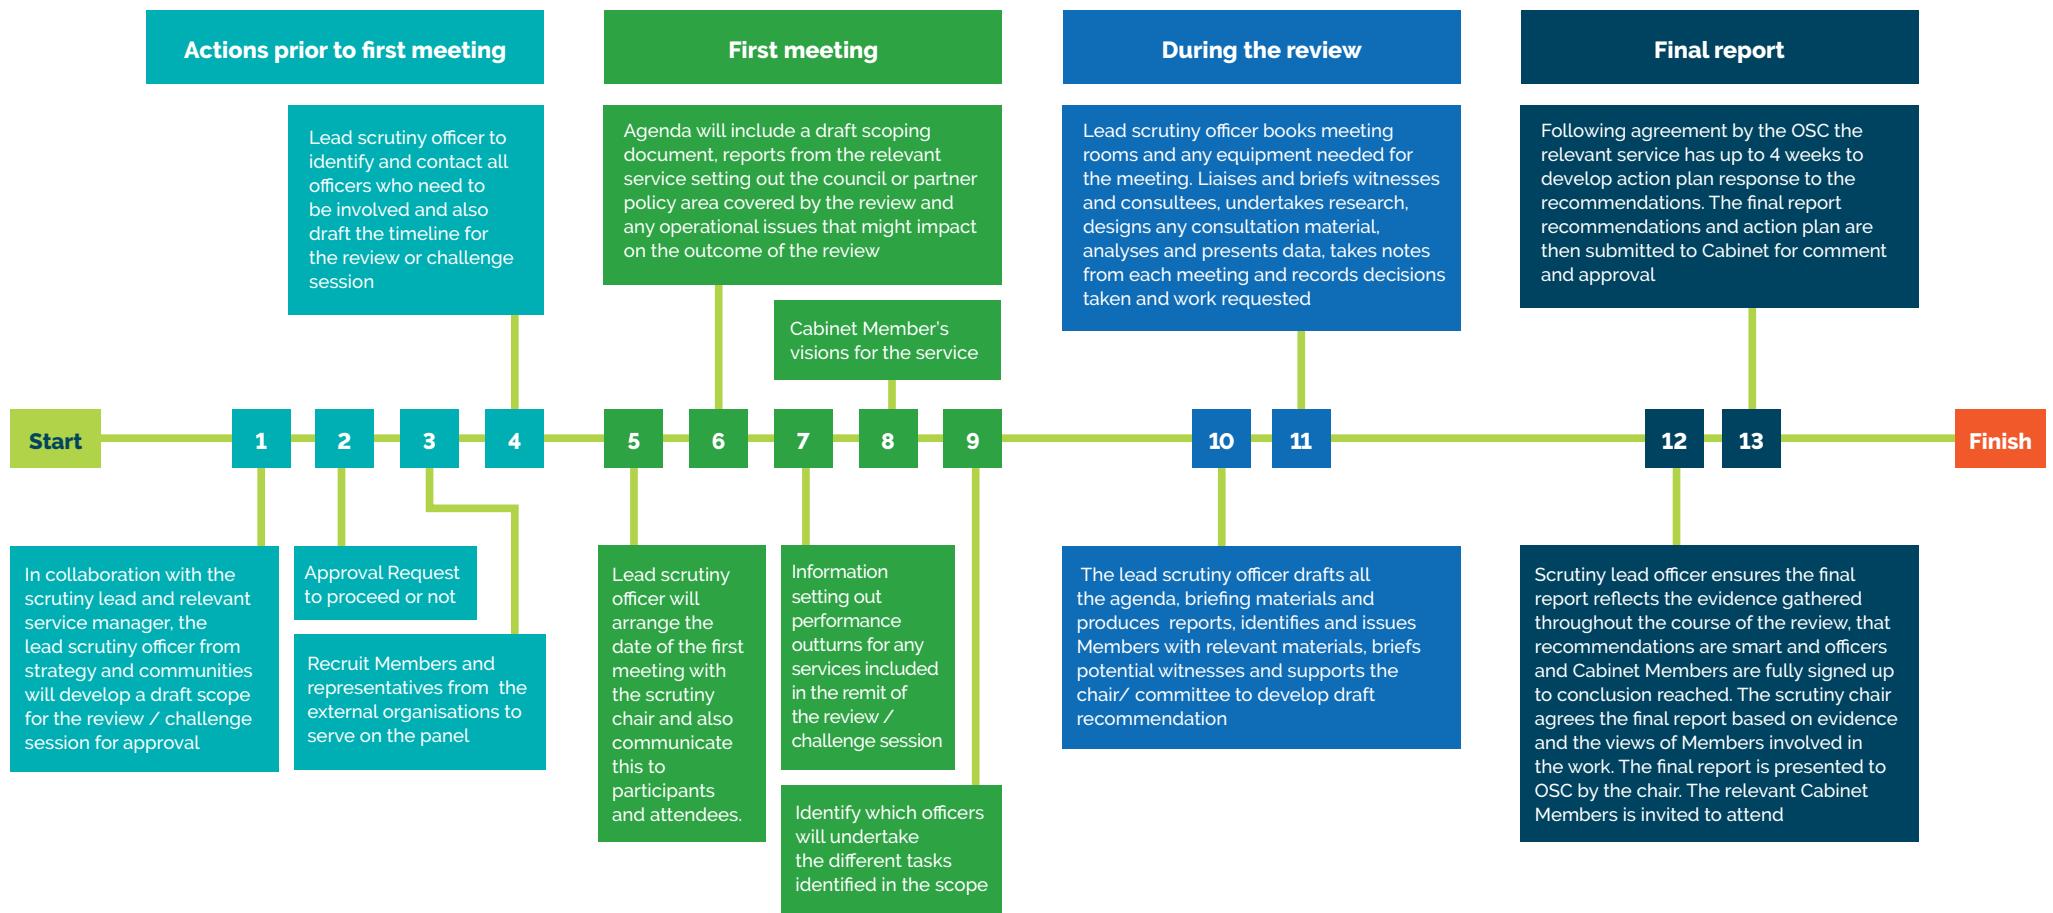 Actions prior to first meeting
First meeting
During the review
Final report
Lead scrutiny officer to
identify and contact all
officers who need to
be involved and also
draft the timeline for
the review or challenge
session
Agenda will include a draft scoping
document, reports from the relevant
service setting out the council or partner
policy area covered by the review and
any operational issues that might impact
on the outcome of the review
Cabinet Member's
visions for the service
Lead scrutiny officer books meeting
rooms and any equipment needed for
the meeting. Liaises and briefs witnesses
and consultees, undertakes research,
designs any consultation material,
analyses and presents data, takes notes
from each meeting and records decisions
taken and work requested
Following agreement by the OSC the
relevant service has up to 4 weeks to
develop action plan response to the
recommendations. The final report
recommendations and action plan are
then submitted to Cabinet for comment
and approval
Start
1
2
3
4
5
6
7
8
9
10
11
12
13
Finish
In collaboration with the
scrutiny lead and relevant
service manager, the
lead scrutiny officer from
strategy and communities
will develop a draft scope
for the review / challenge
session for approval
Approval Request
to proceed or not
Recruit Members and
representatives from the
external organisations to
serve on the panel
Lead scrutiny
officer will
arrange the
date of the first
meeting with
the scrutiny
chair and also
communicate
this to
participants
and attendees.
Information
setting out
performance
outturns for any
services included
in the remit of
the review /
challenge session
Identify which officers
will undertake
the different tasks
identified in the scope
The lead scrutiny officer drafts all
the agenda, briefing materials and
produces reports, identifies and issues
Members with relevant materials, briefs
potential witnesses and supports the
chair/ committee to develop draft
recommendation
Scrutiny lead officer ensures the final
report reflects the evidence gathered
throughout the course of the review, that
recommendations are smart and officers
and Cabinet Members are fully signed up
to conclusion reached. The scrutiny chair
agrees the final report based on evidence
and the views of Members involved in
the work. The final report is presented to
OSC by the chair. The relevant Cabinet
Members is invited to attend